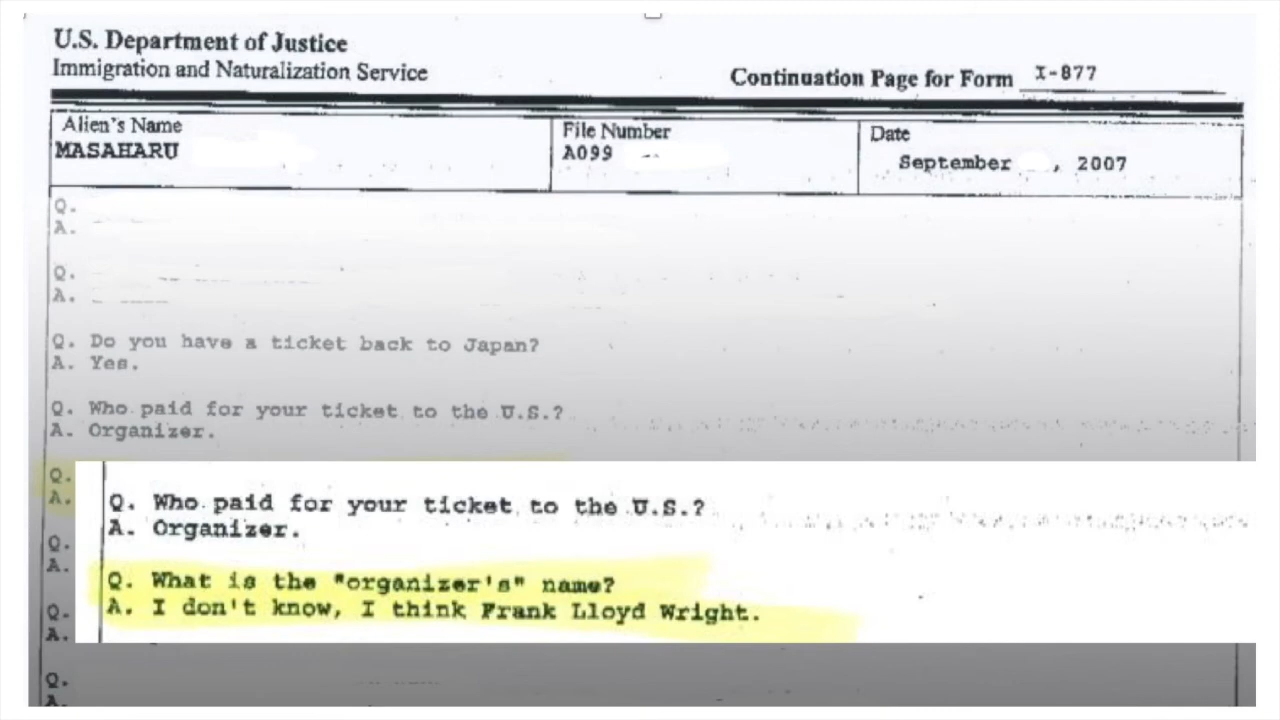 U.S. Department of Justice
Immigration and Naturalization Service
Continuation Page for Form I-877
Alien's Name
MASAHARU
File Number
A099
Date
September , 2007
Q.
A.
Q.
A.
Q. Do you have a ticket back to Japan?
A. Yes.
Q. Who paid for your ticket to the U.S.?
A. Organizer.
Q.
A.
Q. Who paid for your ticket to the U.S.?
A. Organizer.
Q. What is the "organizer's" name?
A. I don't know, I think Frank Lloyd Wright.
Q.
A.
Q.
A.
Q.
A.